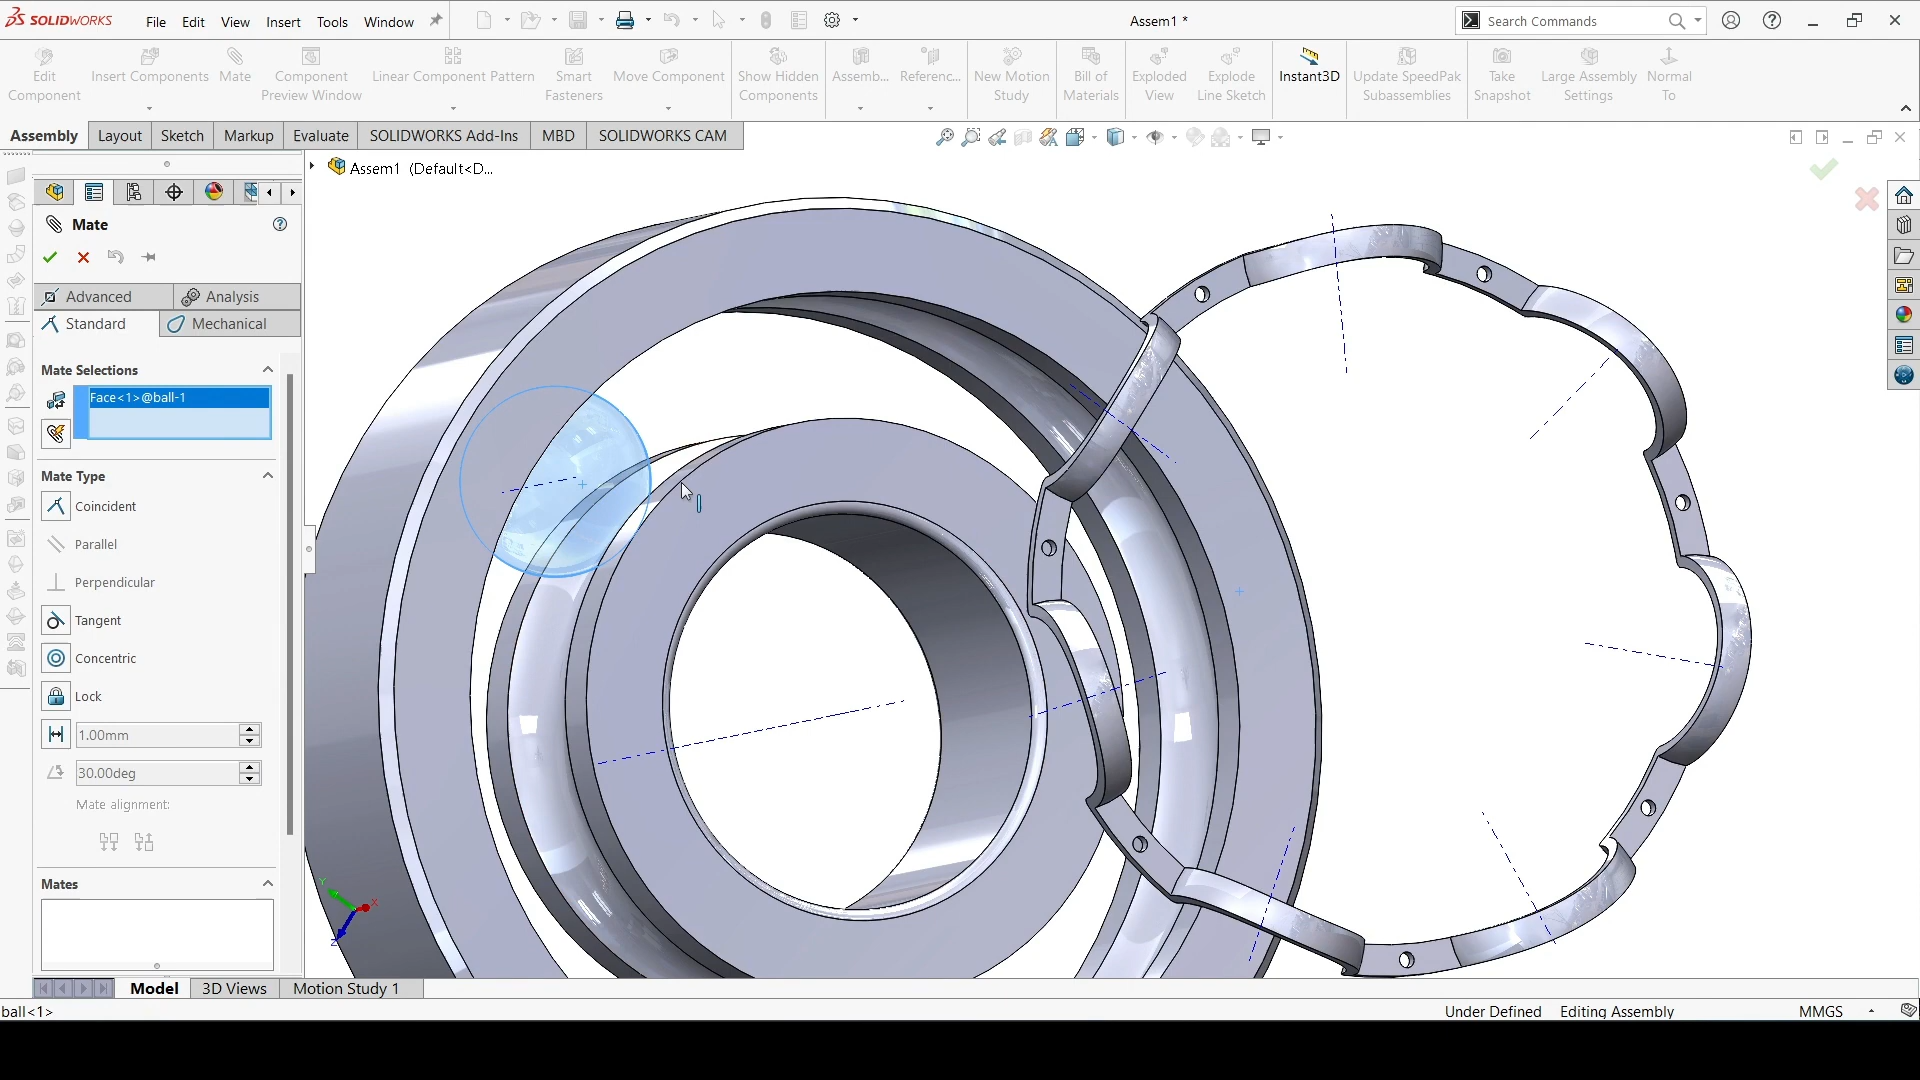 SOLIDWORKS File Edit View Insert Tools Window Assem1 * Search Commands
Edit Component
Insert Components
Mate
Component Preview Window
Linear Component Pattern
Smart Fasteners
Move Component
Show Hidden Components
Assemb...
Referenc...
New Motion Study
Bill of Materials
Exploded View
Explode Line Sketch
Instant3D
Update SpeedPak Subassemblies
Take Snapshot
Large Assembly Settings
Normal To
Assembly Layout Sketch Markup Evaluate SOLIDWORKS Add-Ins MBD SOLIDWORKS CAM
Assem1 (Default<D...
Mate
Advanced Analysis
Standard Mechanical
Mate Selections
Face<1>@ball-1
Mate Type
Coincident
Parallel
Perpendicular
Tangent
Concentric
Lock
1.00mm
30.00deg
Mate alignment:
Mates
Y
X
Z
Model 3D Views Motion Study 1
ball<1> Under Defined Editing Assembly MMGS